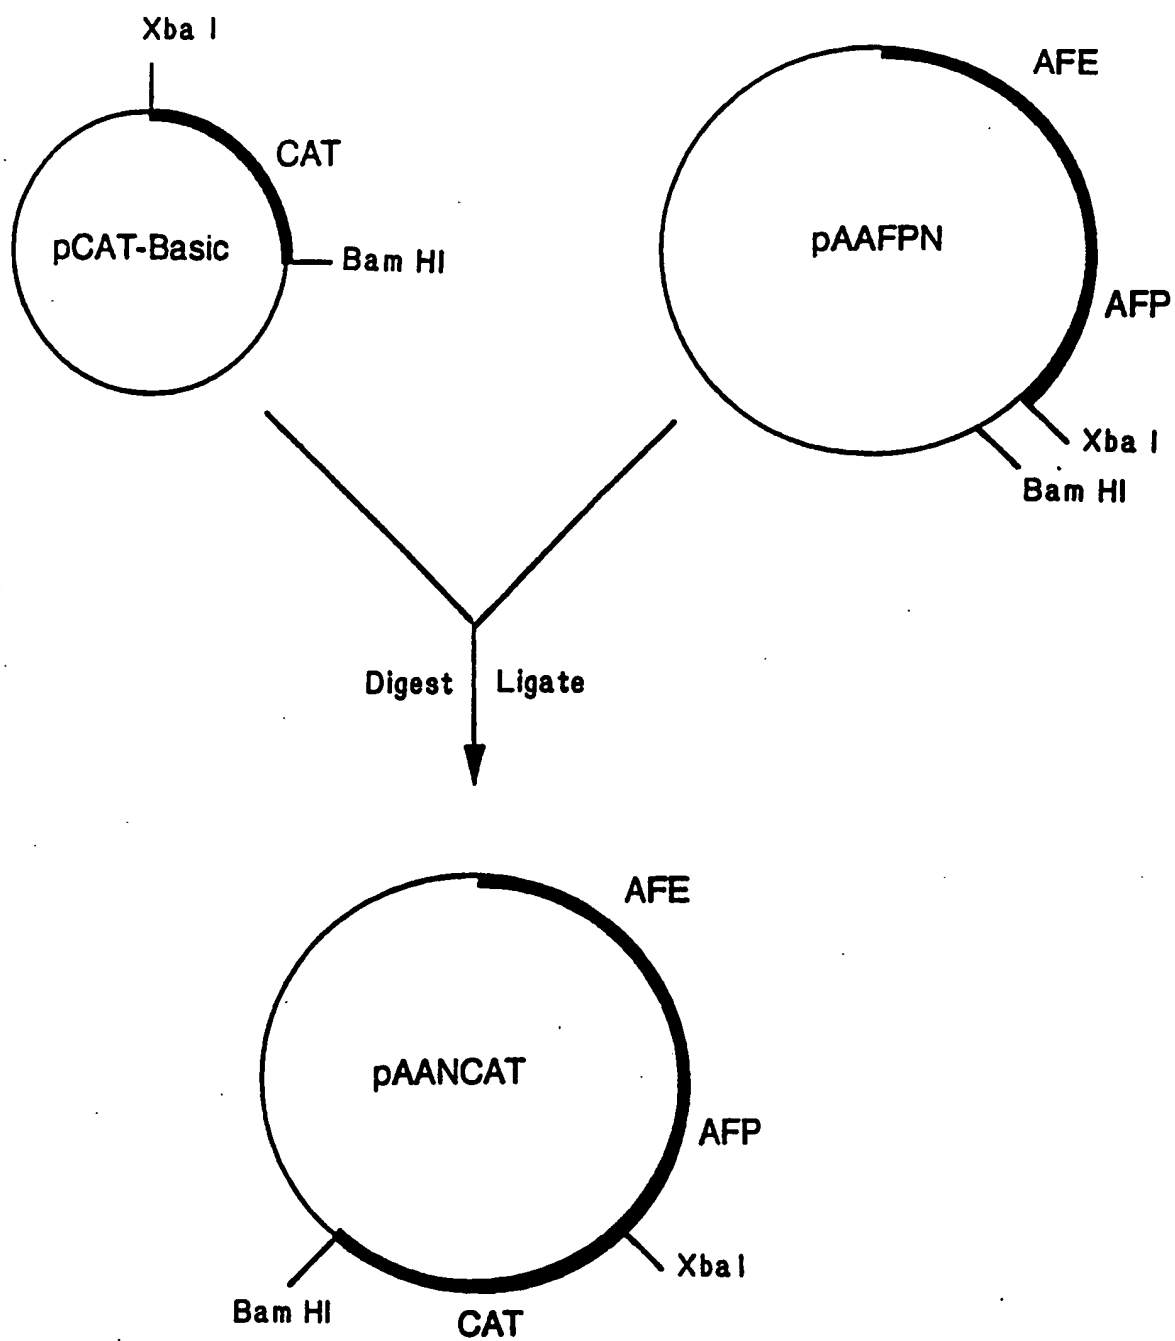 Xba I
CAT
pCAT-Basic
Bam HI
AFE
pAAFPN
AFP
Xba I
Bam HI
Digest
Ligate
AFE
pAANCAT
AFP
Xba I
Bam HI
CAT